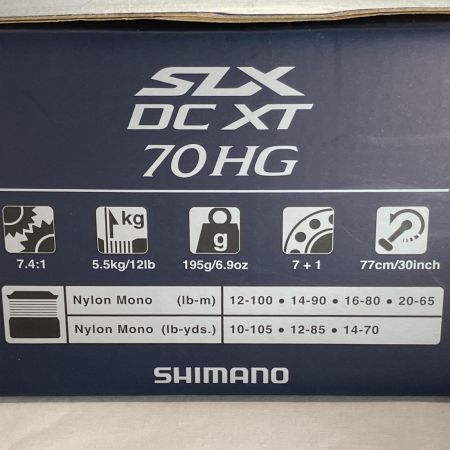 SLX
DC XT
70HG
kg
g
7.4:1
5.5kg/12lb
195g/6.9oz
7 + 1
77cm/30inch
Nylon Mono (lb-m) 12-100 • 14-90 • 16-80 • 20-65
Nylon Mono (lb-yds.) 10-105 • 12-85 • 14-70
SHIMANO